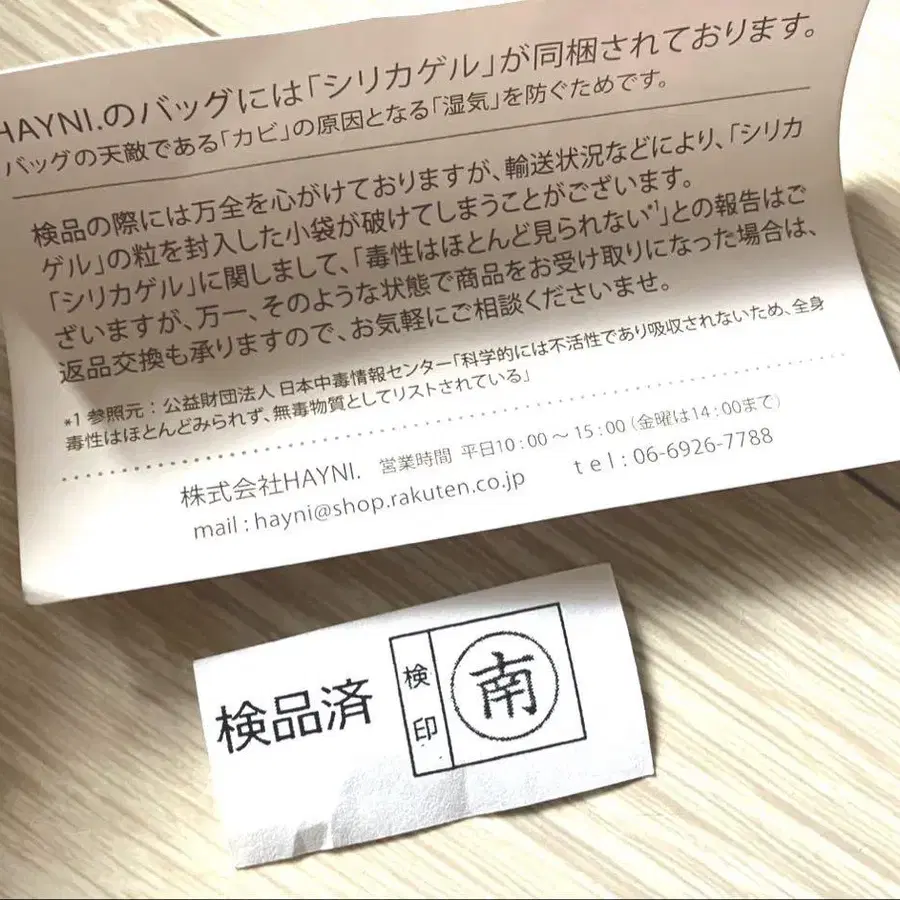 HAYNI.のバッグには「シリカゲル」が同梱されております。
バッグの天敵である「カビ」の原因となる「湿気」を防ぐためです。
検品の際には万全を心がけておりますが、輸送状況などにより、「シリカ
ゲル」の粒を封入した小袋が破けてしまうことがございます。
「シリカゲル」に関しまして、「毒性はほとんど見られない*1」との報告はご
ざいますが、万一、そのような状態で商品をお受け取りになった場合は、
返品交換も承りますので、お気軽にご相談くださいませ。
*1 参照元：公益財団法人 日本中毒情報センター「科学的には不活性であり吸収されないため、全身
毒性はほとんどみられず、無毒物質としてリストされている」
株式会社HAYNI. 営業時間 平日10:00～15:00（金曜は14:00まで）
mail : hayni@shop.rakuten.co.jp tel : 06-6926-7788
検品済 検印 南